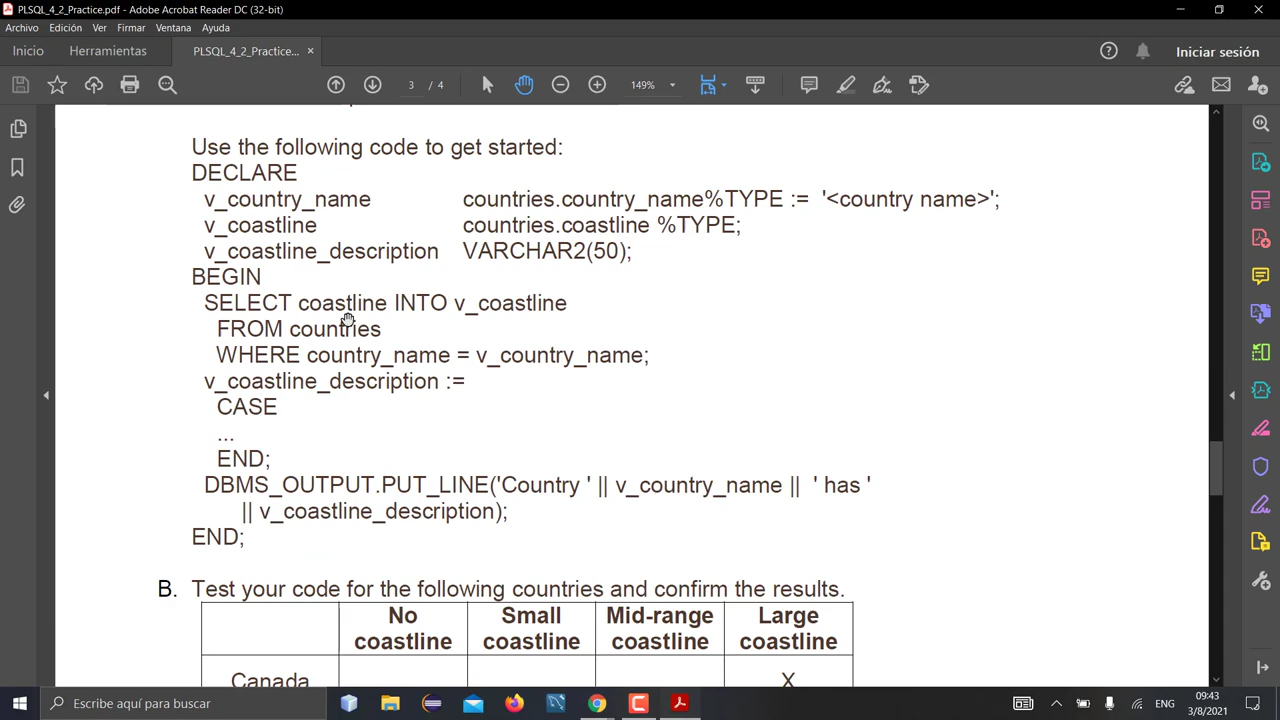 PLSQL_4_2_Practice.pdf - Adobe Acrobat Reader DC (32-bit)
Archivo Edición Ver Firmar Ventana Ayuda
Inicio Herramientas PLSQL_4_2_Practice... × Iniciar sesión
3 / 4 149%
Use the following code to get started:
DECLARE
v_country_name countries.country_name%TYPE := '<country name>';
v_coastline countries.coastline %TYPE;
v_coastline_description VARCHAR2(50);
BEGIN
SELECT coastline INTO v_coastline
FROM countries
WHERE country_name = v_country_name;
v_coastline_description :=
CASE
...
END;
DBMS_OUTPUT.PUT_LINE('Country ' || v_country_name || ' has '
|| v_coastline_description);
END;
B. Test your code for the following countries and confirm the results.
No coastline Small coastline Mid-range coastline Large coastline
Canada X
Escribe aquí para buscar ENG 09:43
3/8/2021